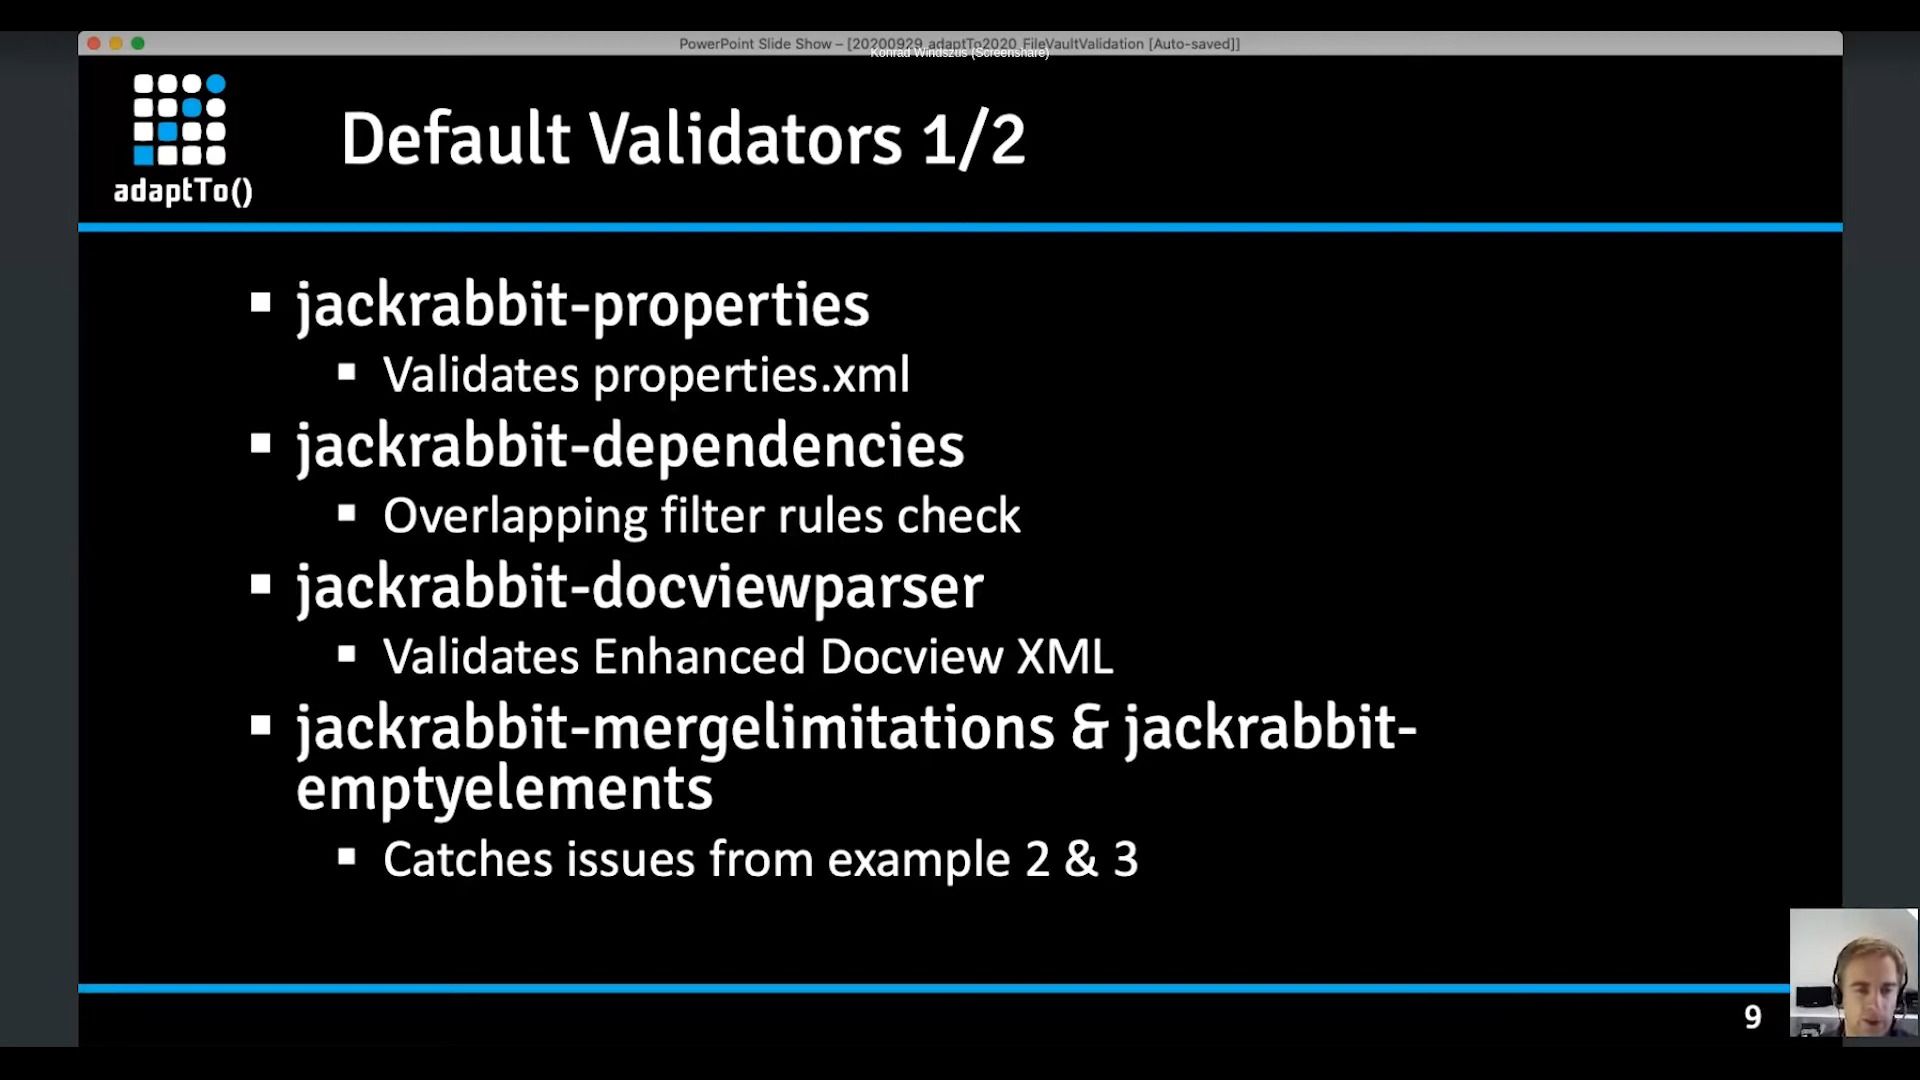 PowerPoint Slide Show – [20200929_adaptTo2020_FileVaultValidation [Auto-saved]]
Konrad Windszus (Screenshare)
adaptTo()
Default Validators 1/2
jackrabbit-properties
Validates properties.xml
jackrabbit-dependencies
Overlapping filter rules check
jackrabbit-docviewparser
Validates Enhanced Docview XML
jackrabbit-mergelimitations & jackrabbit-
emptyelements
Catches issues from example 2 & 3
9